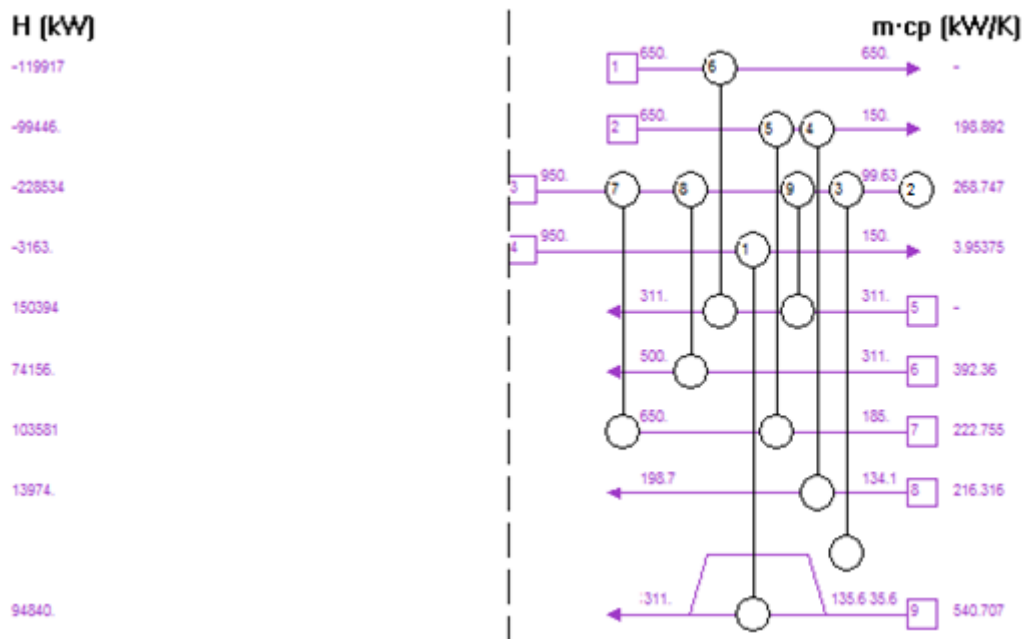 H (kW) m·cp (kW/K)
-119917 1 650. 6 650. -
-99446. 2 650. 5 4 150. 198.892
-228534 3 950. 7 8 9 3 99.63 2 268.747
-3163. 4 950. 1 150. 3.95375
150394 311. 311. 5 -
74156. 500. 311. 6 392.36
103581 650. 185. 7 222.755
13974. 198.7 134.1 8 216.316
94840. :311. 135.6 35.6 9 540.707